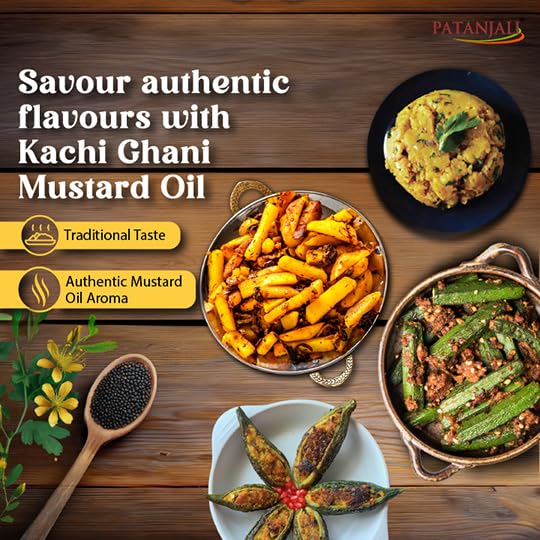 PATANJALI
Savour authentic
flavours with
Kachi Ghani
Mustard Oil
Traditional Taste
Authentic Mustard
Oil Aroma